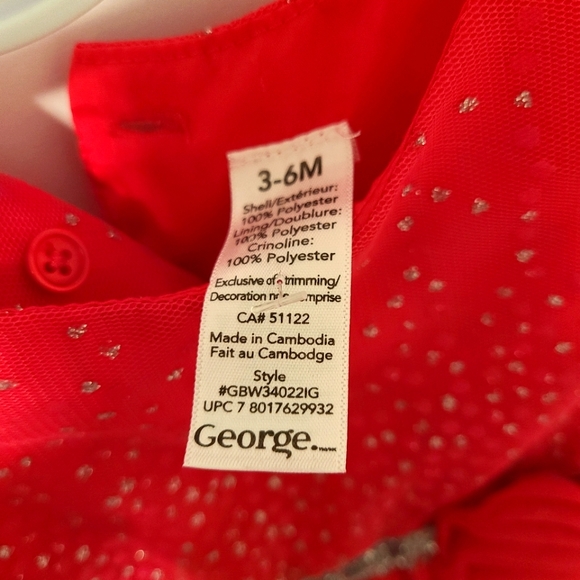 3-6M
Shell/Extérieur:
100% Polyester
Lining/Doublure:
100% Polyester
Crinoline:
100% Polyester
Exclusive of trimming/
Decoration
CA# 51122
Made in Cambodia
Fait au Cambodge
Style
#GBW34022IG
UPC 7 8017629932
George.